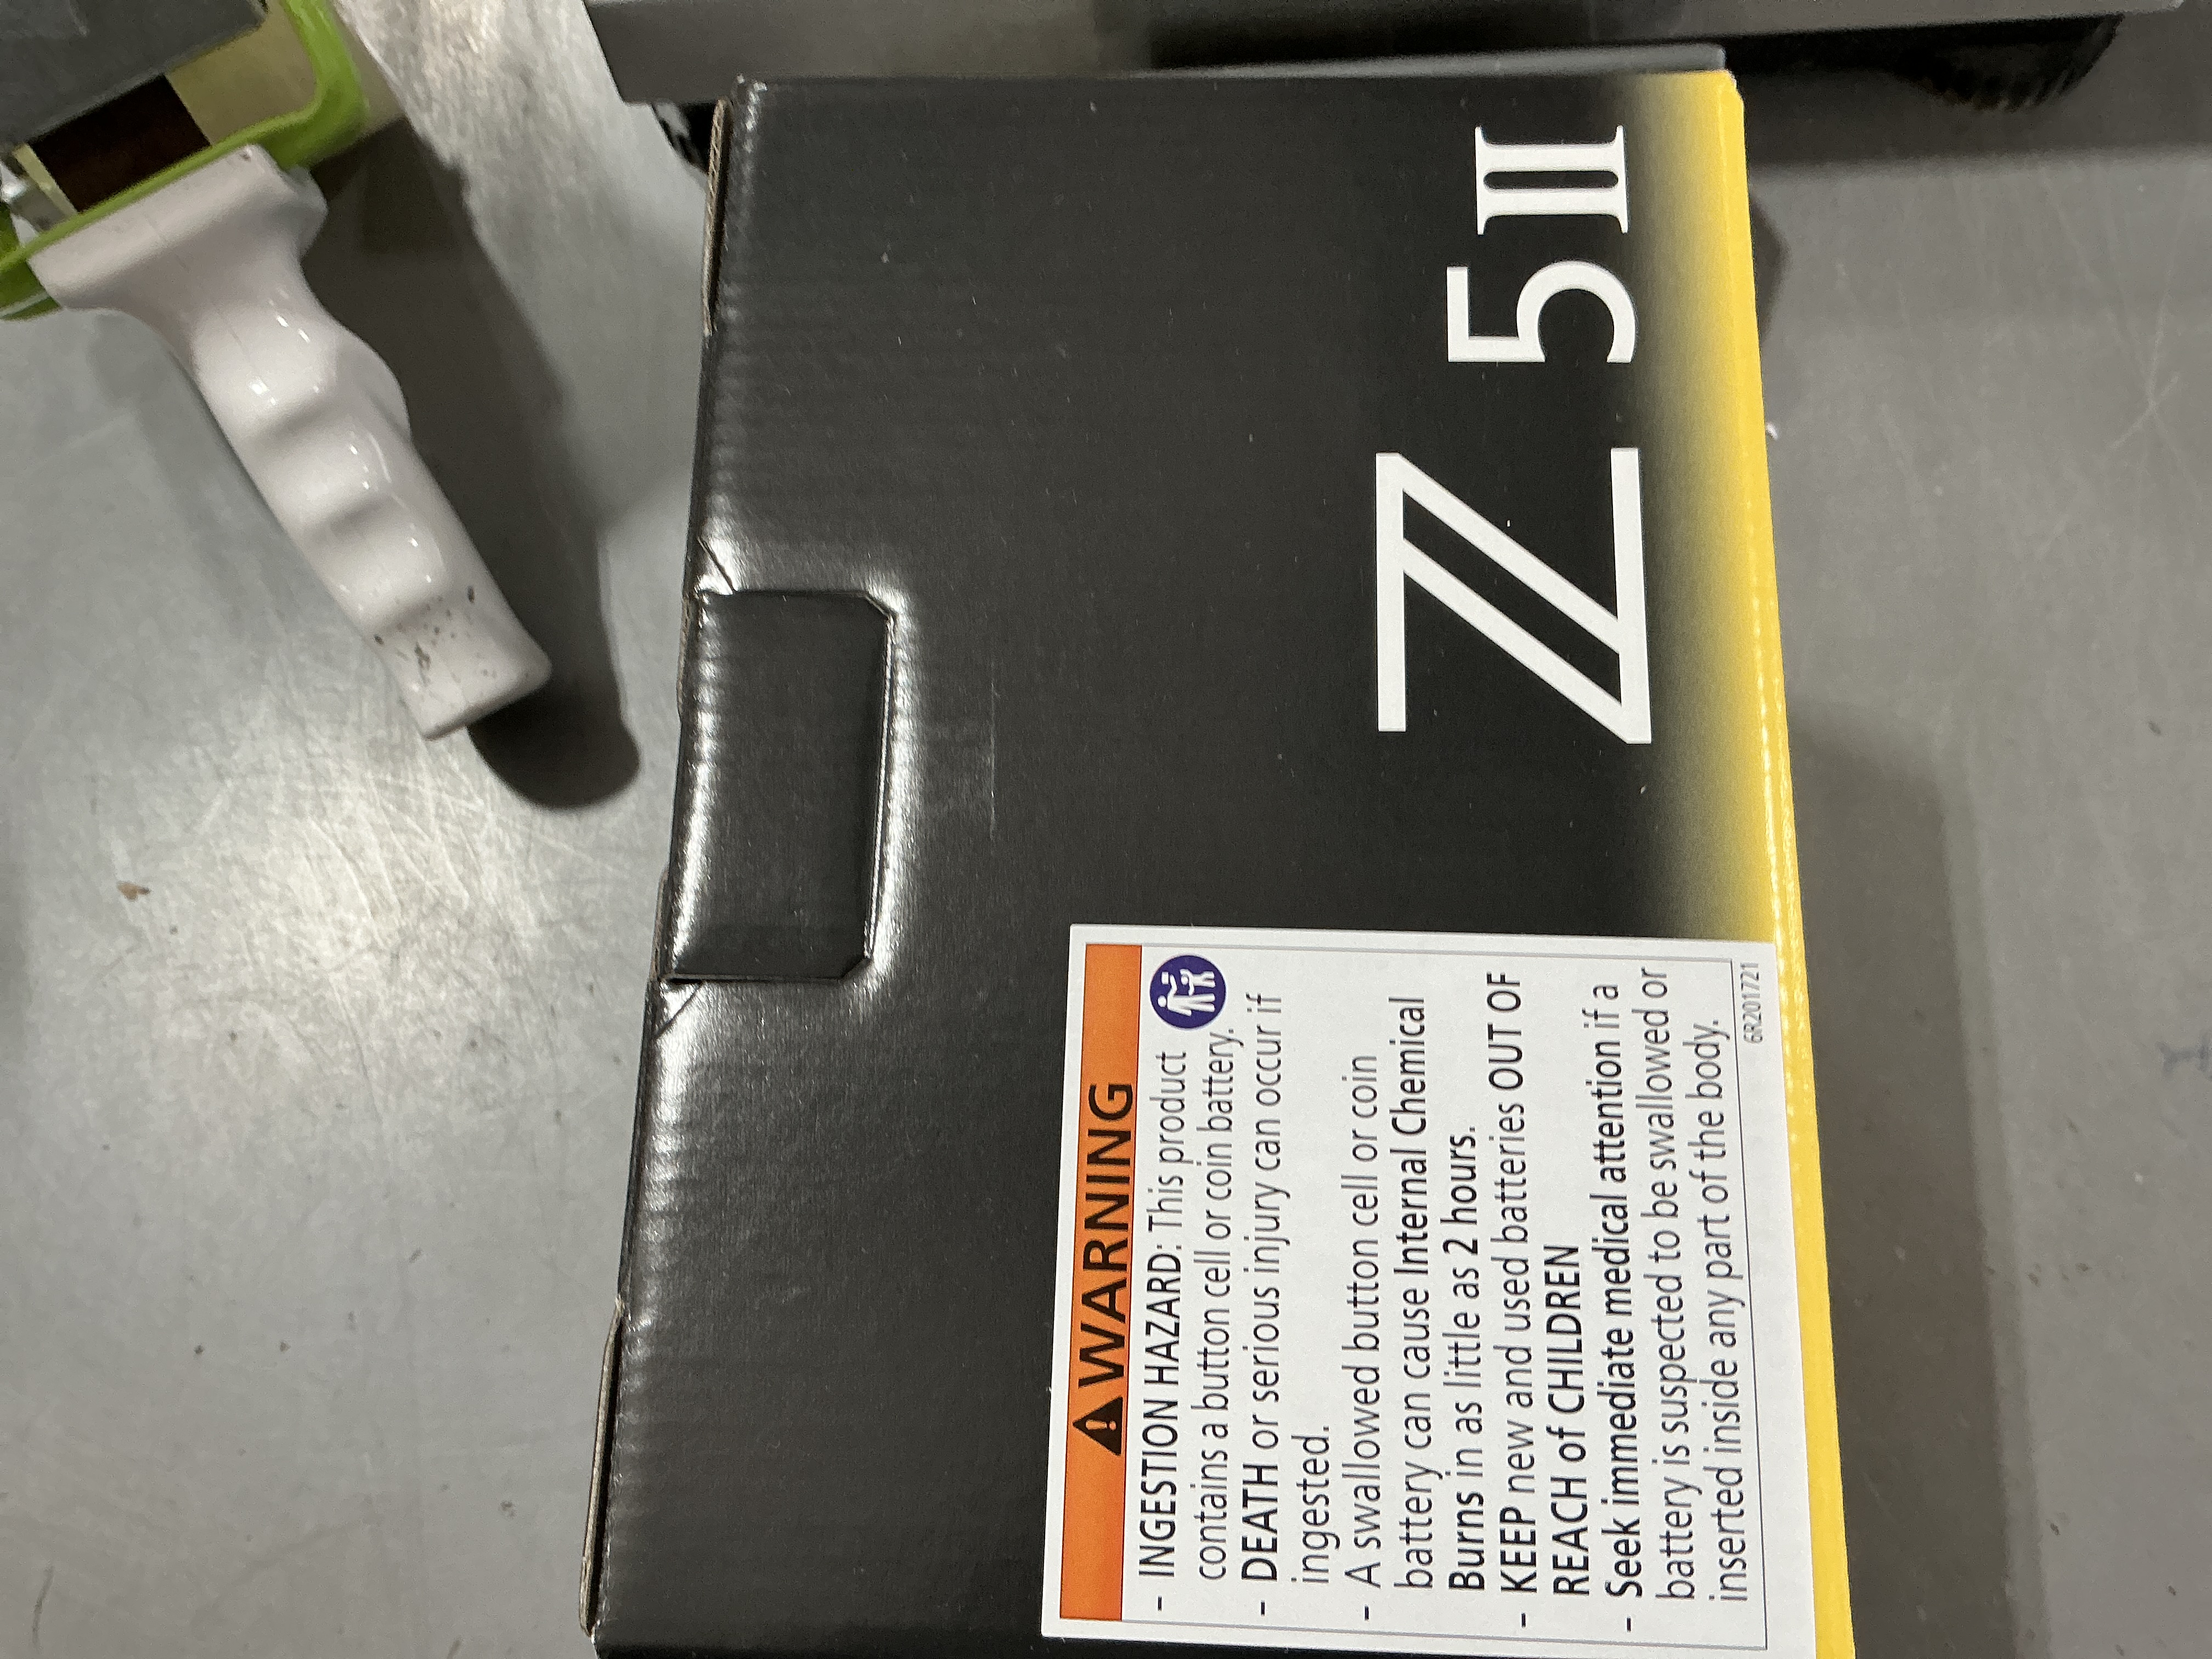 Z5II
WARNING
- INGESTION HAZARD: This product
contains a button cell or coin battery.
- DEATH or serious injury can occur if
ingested.
- A swallowed button cell or coin
battery can cause Internal Chemical
Burns in as little as 2 hours.
- KEEP new and used batteries OUT OF
REACH of CHILDREN
- Seek immediate medical attention if a
battery is suspected to be swallowed or
inserted inside any part of the body.
6R201721